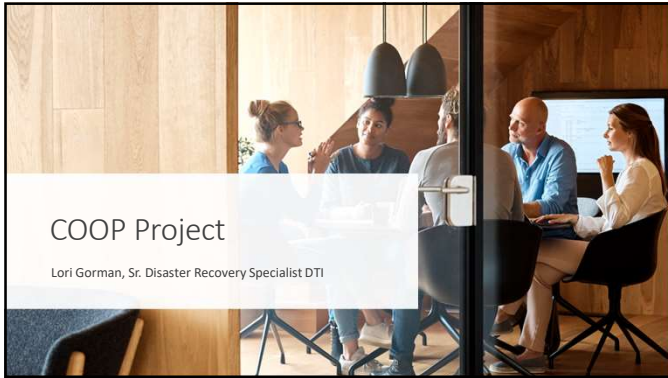 COOP Project
Lori Gorman, Sr. Disaster Recovery Specialist DTI